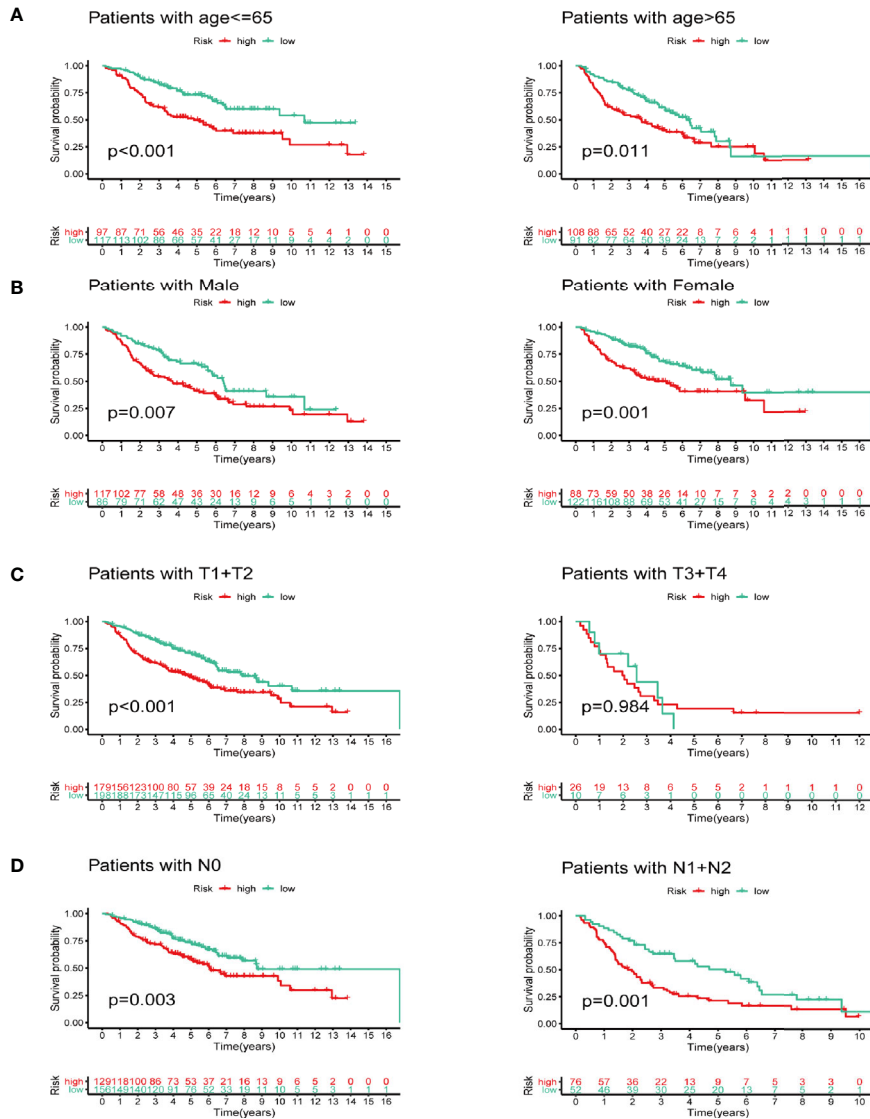 A
Patients with age<=65
Risk high low
Survival probability
1.00
0.75
0.50
0.25
0.00
p<0.001
0 1 2 3 4 5 6 7 8 9 10 11 12 13 14 15
Time(years)
Risk
high 97 87 71 56 46 35 22 18 12 10 5 5 4 1 0 0
low 117 113 102 86 66 57 41 27 17 11 9 4 4 2 0 0
0 1 2 3 4 5 6 7 8 9 10 11 12 13 14 15
Time(years)
Patients with age>65
Risk high low
Survival probability
1.00
0.75
0.50
0.25
0.00
p=0.011
0 1 2 3 4 5 6 7 8 9 10 11 12 13 14 15 16
Time(years)
Risk
high 108 88 65 52 40 27 22 8 7 6 4 1 1 1 0 0 0
low 91 82 77 64 50 39 24 13 7 2 2 1 1 1 1 1 1
0 1 2 3 4 5 6 7 8 9 10 11 12 13 14 15 16
Time(years)
B
Patients with Male
Risk high low
Survival probability
1.00
0.75
0.50
0.25
0.00
p=0.007
0 1 2 3 4 5 6 7 8 9 10 11 12 13 14 15
Time(years)
Risk
high 117 102 77 58 48 36 30 16 12 9 6 4 3 2 0 0
low 86 79 71 62 47 43 24 13 9 6 5 1 1 0 0 0
0 1 2 3 4 5 6 7 8 9 10 11 12 13 14 15
Time(years)
Patients with Female
Risk high low
Survival probability
1.00
0.75
0.50
0.25
0.00
p=0.001
0 1 2 3 4 5 6 7 8 9 10 11 12 13 14 15 16
Time(years)
Risk
high 88 73 59 50 38 26 14 10 7 7 3 2 2 0 0 0 0
low 122 116 108 88 69 53 41 27 15 7 6 4 4 3 1 1 1
0 1 2 3 4 5 6 7 8 9 10 11 12 13 14 15 16
Time(years)
C
Patients with T1+T2
Risk high low
Survival probability
1.00
0.75
0.50
0.25
0.00
p<0.001
0 1 2 3 4 5 6 7 8 9 10 11 12 13 14 15 16
Time(years)
Risk
high 179 156 123 100 80 57 39 24 18 15 8 5 5 2 0 0 0
low 198 188 173 147 115 96 65 40 24 13 11 5 5 3 1 1 1
0 1 2 3 4 5 6 7 8 9 10 11 12 13 14 15 16
Time(years)
Patients with T3+T4
Risk high low
Survival probability
1.00
0.75
0.50
0.25
0.00
p=0.984
0 1 2 3 4 5 6 7 8 9 10 11 12
Time(years)
Risk
high 26 19 13 8 6 5 5 2 1 1 1 1 0
low 10 7 6 3 1 0 0 0 0 0 0 0 0
0 1 2 3 4 5 6 7 8 9 10 11 12
Time(years)
D
Patients with N0
Risk high low
Survival probability
1.00
0.75
0.50
0.25
0.00
p=0.003
0 1 2 3 4 5 6 7 8 9 10 11 12 13 14 15 16
Time(years)
Risk
high 129 118 100 86 73 53 37 21 16 13 9 6 5 2 0 0 0
low 156 149 140 120 91 76 52 33 19 11 10 5 5 3 1 1 1
0 1 2 3 4 5 6 7 8 9 10 11 12 13 14 15 16
Time(years)
Patients with N1+N2
Risk high low
Survival probability
1.00
0.75
0.50
0.25
0.00
p=0.001
0 1 2 3 4 5 6 7 8 9 10
Time(years)
Risk
high 76 57 36 22 13 9 7 5 3 3 0
low 52 46 39 30 25 20 13 7 5 2 1
0 1 2 3 4 5 6 7 8 9 10
Time(years)